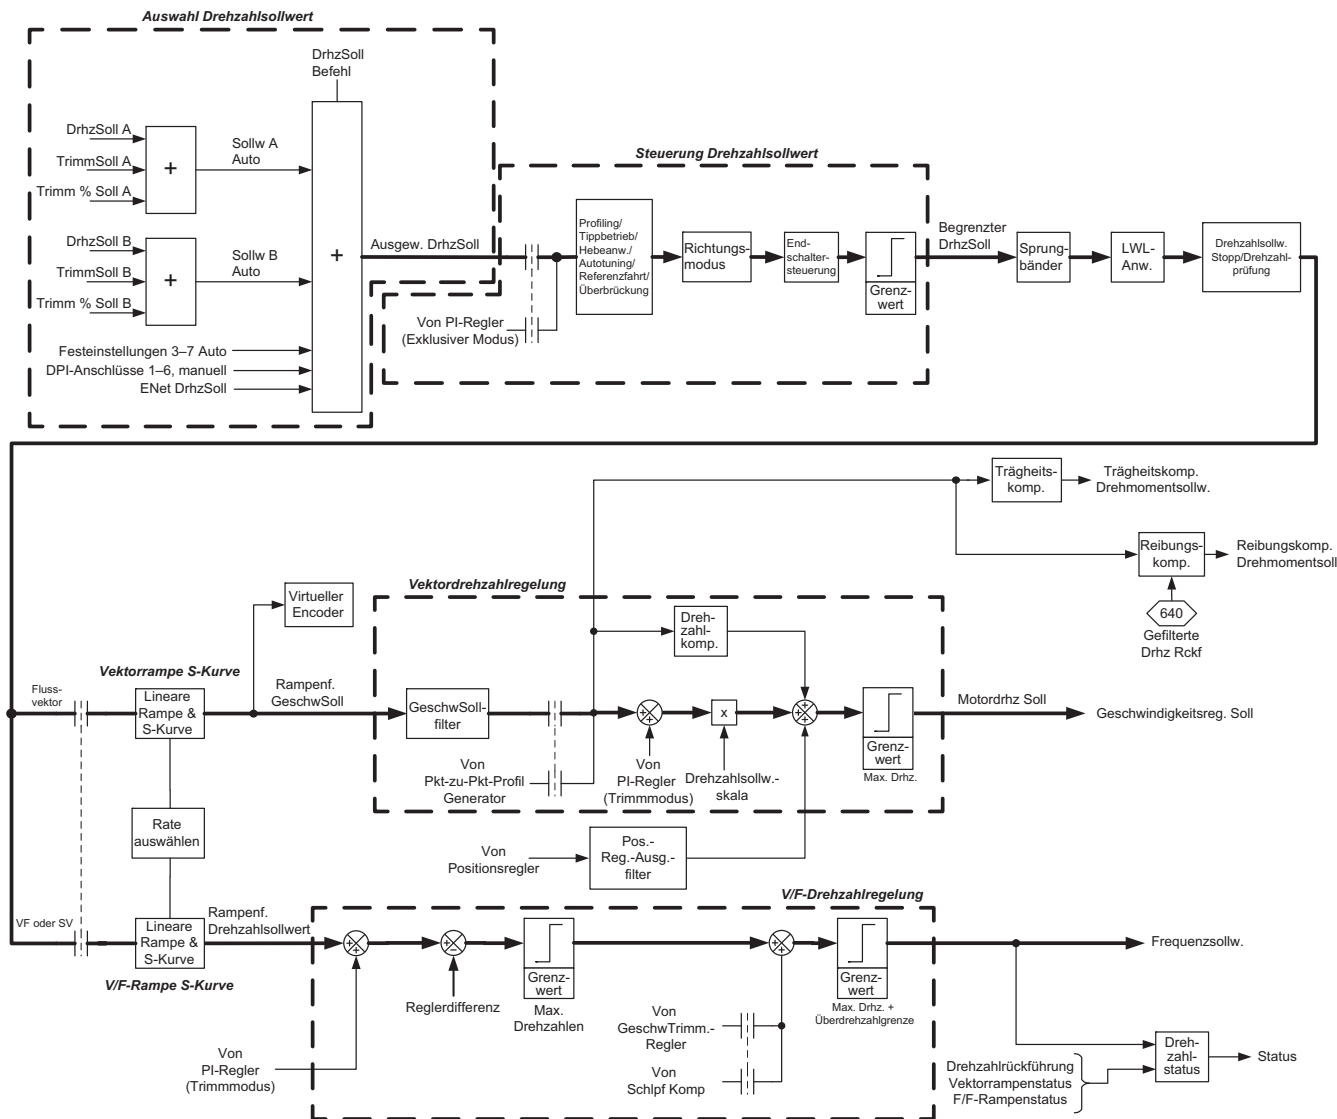 Auswahl Drehzahlsollwert
DrhzSoll
Befehl
DrhzSoll A
TrimmSoll A
Trimm % Soll A
+
Sollw A
Auto
DrhzSoll B
TrimmSoll B
Trimm % Soll B
+
Sollw B
Auto
+
Festeinstellungen 3–7 Auto
DPI-Anschlüsse 1–6, manuell
ENet DrhzSoll
Ausgew. DrhzSoll
Steuerung Drehzahlsollwert
Von PI-Regler
(Exklusiver Modus)
Profiling/
Tippbetrieb/
Hebeanw./
Autotuning/
Referenzfahrt/
Überbrückung
Richtungs-
modus
End-
schalter-
steuerung
Grenz-
wert
Begrenzter
DrhzSoll
Sprung-
bänder
LWL-
Anw.
Drehzahlsollw.
Stopp/Drehzahl-
prüfung
Trägheits-
komp.
Trägheitskomp.
Drehmomentsollw.
Reibungs-
komp.
Reibungskomp.
Drehmomentsoll
640
Gefilterte
Drhz Rckf
Virtueller
Encoder
Vektordrehzahlregelung
Dreh-
zahl-
komp.
Vektorrampe S-Kurve
Fluss-
vektor
Lineare
Rampe &
S-Kurve
Rampenf.
GeschwSoll
GeschwSoll-
filter
Von
Pkt-zu-Pkt-Profil
Generator
+
+
Von
PI-Regler
(Trimmmodus)
x
Drehzahlsollw.-
skala
+
+
+
Grenz-
wert
Max. Drhz.
Motordrhz Soll
Geschwindigkeitsreg. Soll
Rate
auswählen
Von
Positionsregler
Pos.-
Reg.-Ausg.-
filter
V/F-Drehzahlregelung
VF oder SV
Lineare
Rampe &
S-Kurve
V/F-Rampe S-Kurve
Rampenf.
Drehzahlsollwert
+
+
Von
PI-Regler
(Trimmmodus)
+
−
Reglerdifferenz
Grenz-
wert
Max.
Drehzahlen
+
+
Von
GeschwTrimm.-
Regler
Von
Schlpf Komp
Grenz-
wert
Max. Drhz. +
Überdrehzahlgrenze
Frequenzsollw.
Drehzahlrückführung
Vektorrampenstatus
F/F-Rampenstatus
Dreh-
zahl-
status
Status